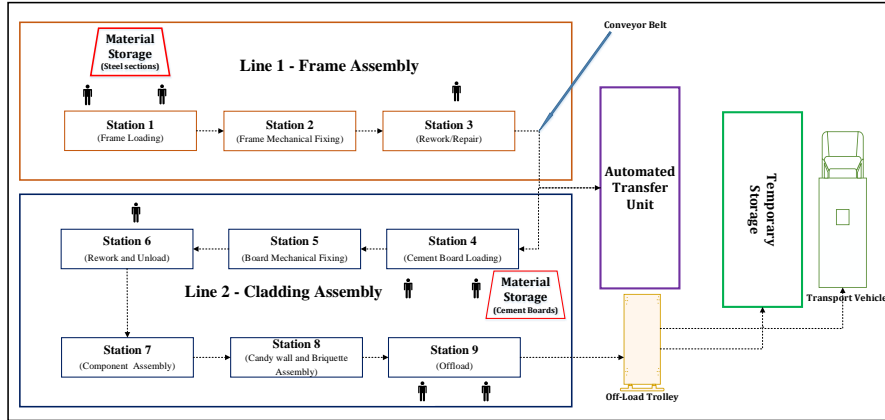 Conveyor Belt
Material
Storage
(Steel sections)
Line 1 - Frame Assembly
Station 1
(Frame Loading)
Station 2
(Frame Mechanical Fixing)
Station 3
(Rework/Repair)
Automated
Transfer
Unit
Temporary
Storage
Transport Vehicle
Station 6
(Rework and Unload)
Station 5
(Board Mechanical Fixing)
Station 4
(Cement Board Loading)
Line 2 - Cladding Assembly
Material
Storage
(Cement Boards)
Station 7
(Component Assembly)
Station 8
(Candy wall and Briquette
Assembly)
Station 9
(Offload)
Off-Load Trolley